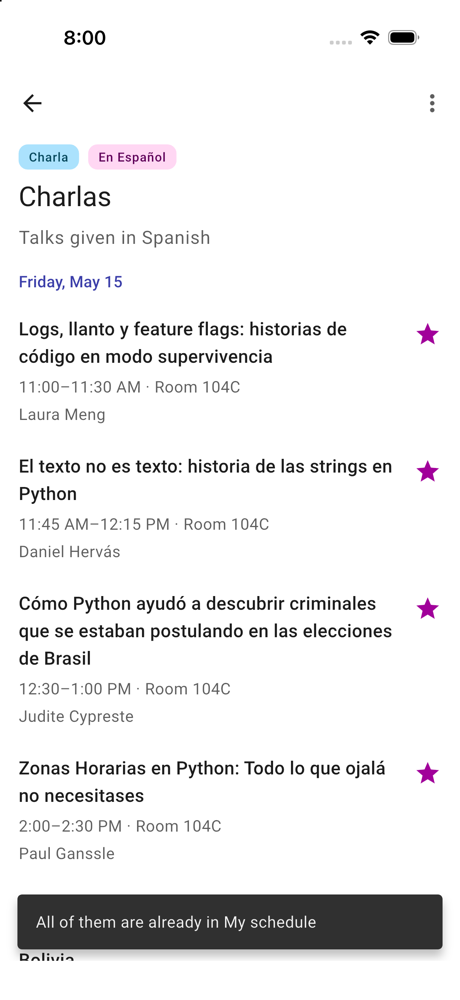 8:00
Charla
En Español
Charlas
Talks given in Spanish
Friday, May 15
Logs, llanto y feature flags: historias de
código en modo supervivencia
11:00–11:30 AM · Room 104C
Laura Meng
El texto no es texto: historia de las strings en
Python
11:45 AM–12:15 PM · Room 104C
Daniel Hervás
Cómo Python ayudó a descubrir criminales
que se estaban postulando en las elecciones
de Brasil
12:30–1:00 PM · Room 104C
Judite Cypreste
Zonas Horarias en Python: Todo lo que ojalá
no necesitases
2:00–2:30 PM · Room 104C
Paul Ganssle
All of them are already in My schedule
Bolivia